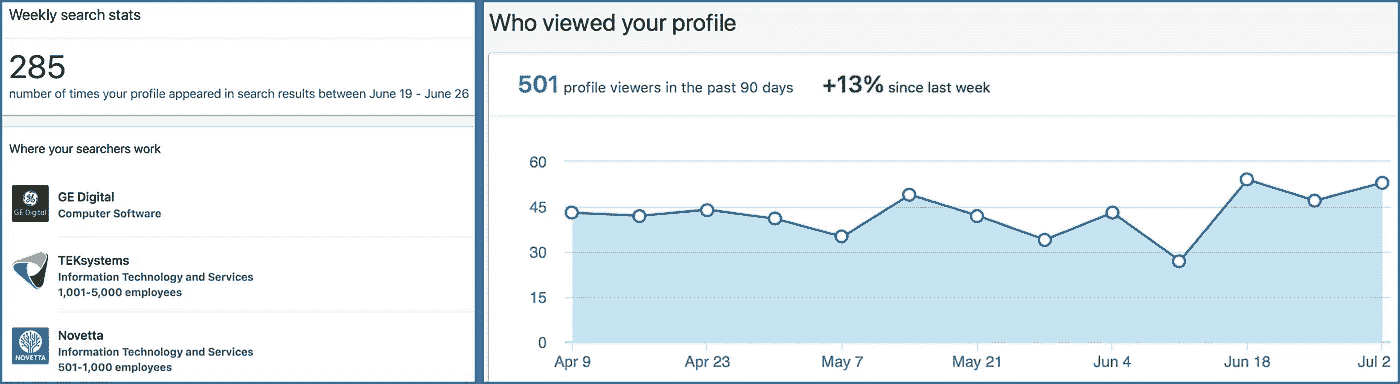 Weekly search stats
285
number of times your profile appeared in search results between June 19 - June 26
Where your searchers work
GE Digital
GE Digital
Computer Software
TEKsystems
Information Technology and Services
1,001-5,000 employees
NOVETTA
Novetta
Information Technology and Services
501-1,000 employees
Who viewed your profile
501 profile viewers in the past 90 days +13% since last week
60
45
30
15
0
Apr 9 Apr 23 May 7 May 21 Jun 4 Jun 18 Jul 2